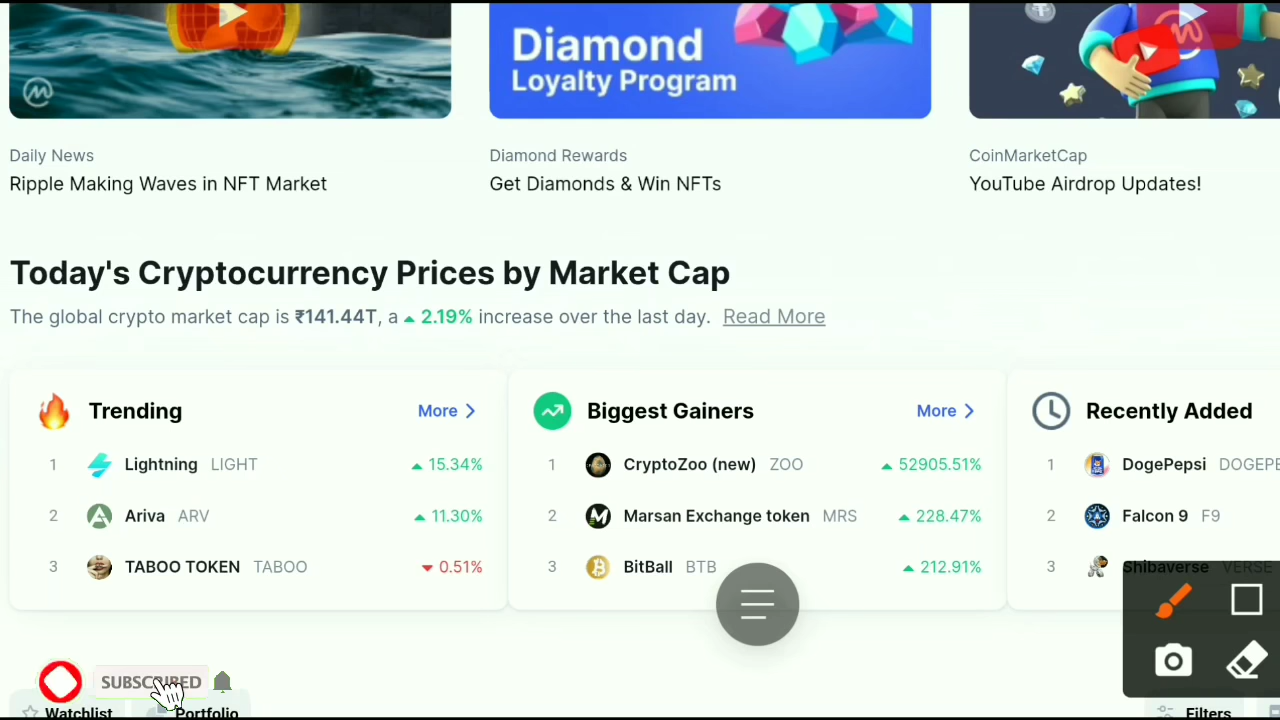 Diamond
Loyalty Program
Daily News
Diamond Rewards
CoinMarketCap
Ripple Making Waves in NFT Market
Get Diamonds & Win NFTs
YouTube Airdrop Updates!
Today's Cryptocurrency Prices by Market Cap
The global crypto market cap is ₹141.44T, a ▲ 2.19% increase over the last day. Read More
Trending
More
1 Lightning LIGHT ▲ 15.34%
2 Ariva ARV ▲ 11.30%
3 TABOO TOKEN TABOO ▼ 0.51%
Biggest Gainers
More
1 CryptoZoo (new) ZOO ▲ 52905.51%
2 Marsan Exchange token MRS ▲ 228.47%
3 BitBall BTB ▲ 212.91%
Recently Added
1 DogePepsi DOGEPE
2 Falcon 9 F9
3 Shibaverse VERSE
SUBSCRIBED
Watchlist
Portfolio
Filters